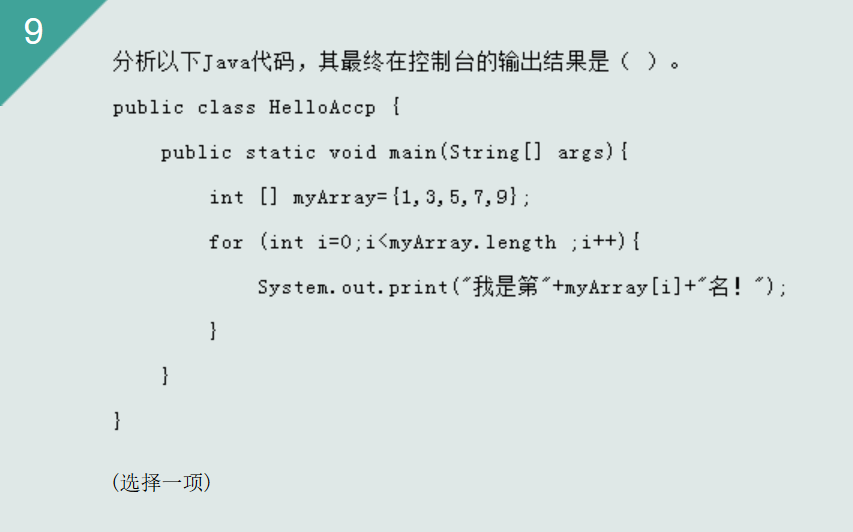 9
分析以下Java代码，其最终在控制台的输出结果是（ ）。
public class HelloAccp {
public static void main(String[] args){
int [] myArray={1,3,5,7,9};
for (int i=0;i<myArray.length ;i++){
System.out.print("我是第"+myArray[i]+"名！");
}
}
}
(选择一项)